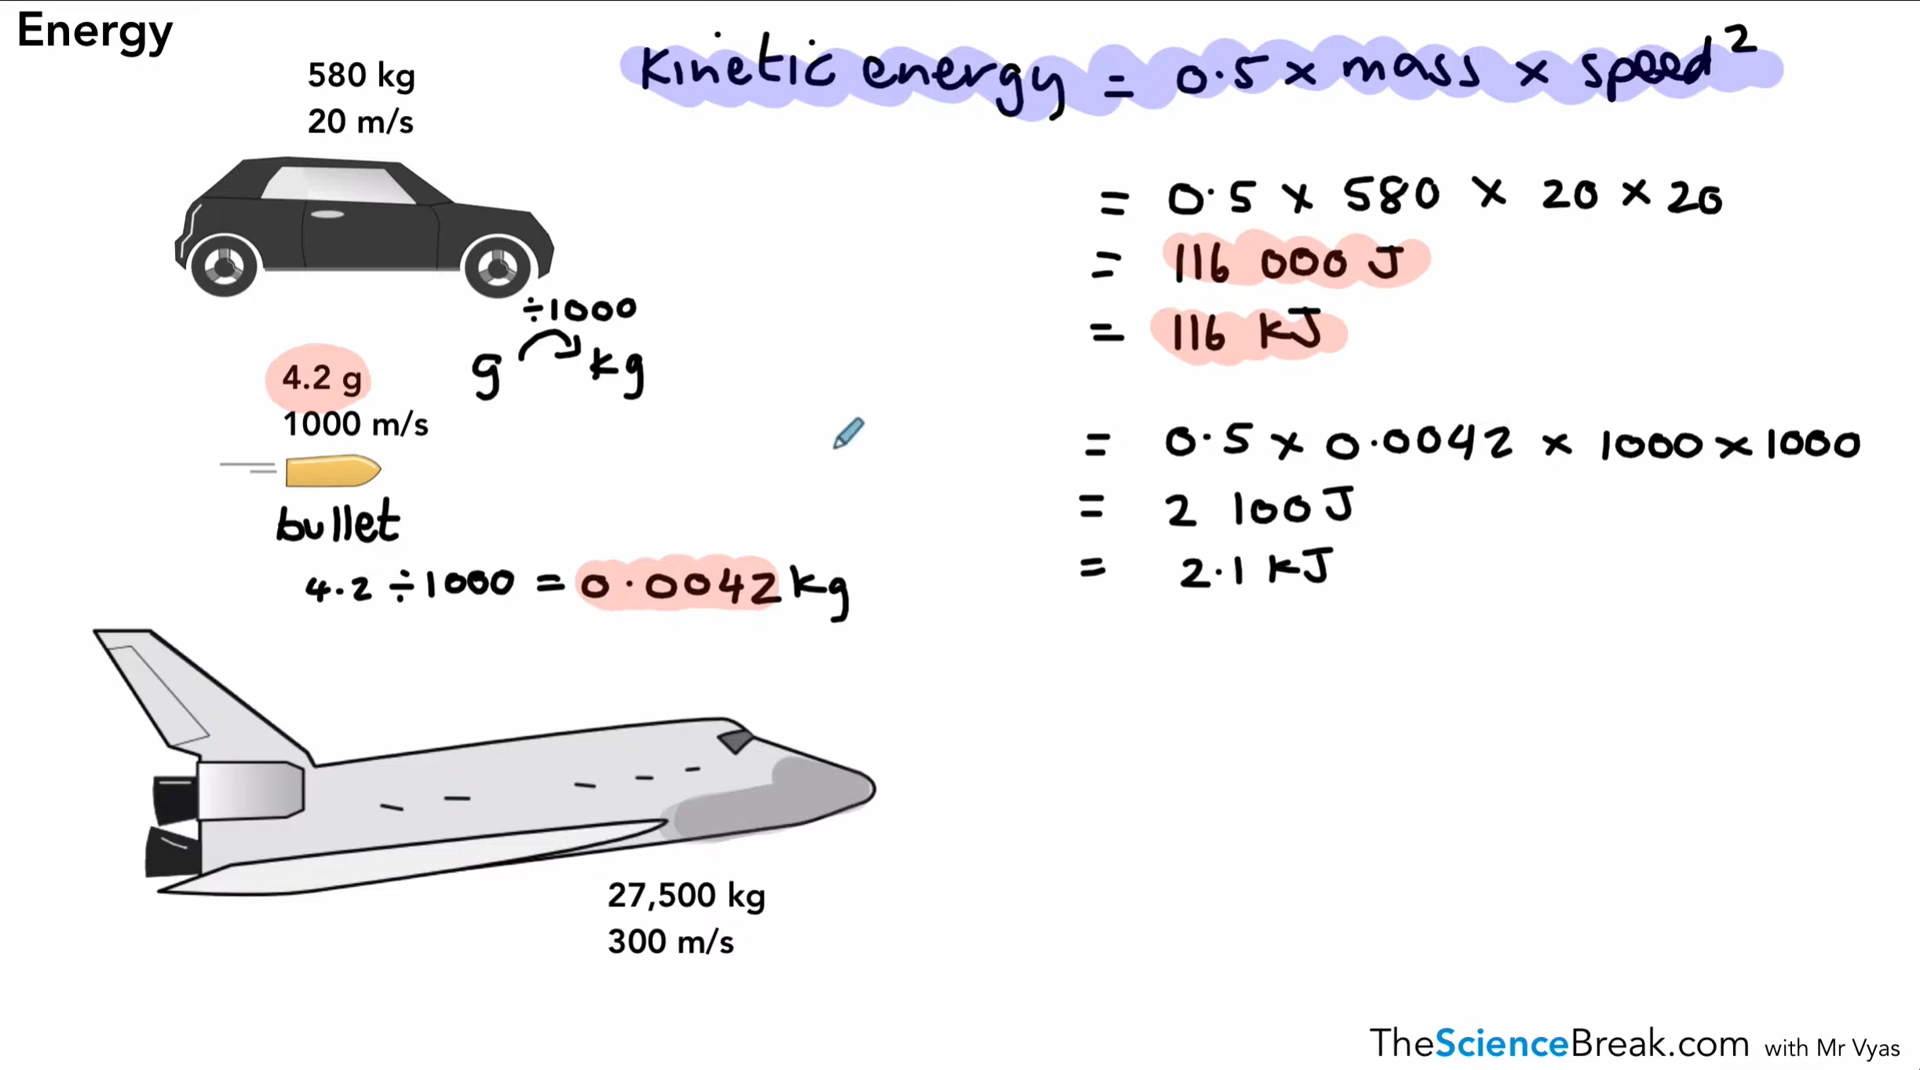 Energy
Kinetic energy = 0.5 x mass x speed²
580 kg
20 m/s
= 0.5 x 580 x 20 x 20
= 116 000 J
= 116 kJ
÷1000
g kg
4.2 g
1000 m/s
bullet
4.2 ÷ 1000 = 0.0042 kg
= 0.5 x 0.0042 x 1000 x 1000
= 2 100 J
= 2.1 kJ
27,500 kg
300 m/s
TheScienceBreak.com with Mr Vyas